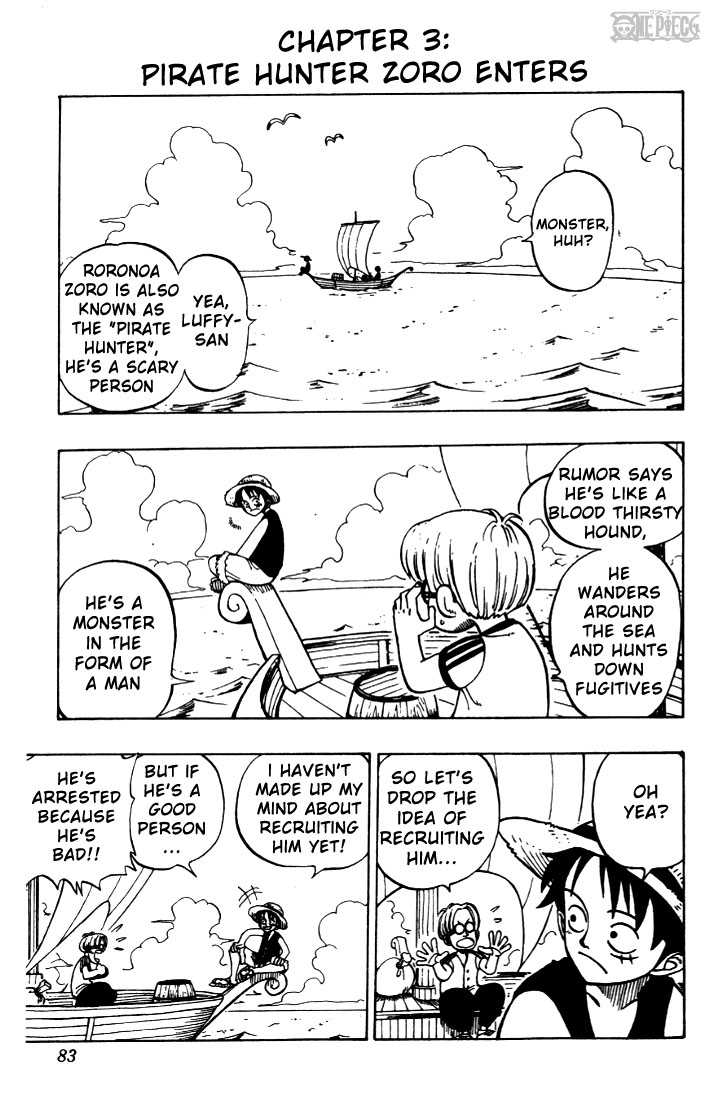 ONE PIECE
CHAPTER 3:
PIRATE HUNTER ZORO ENTERS
MONSTER,
HUH?
YEA,
LUFFY-
SAN
RORONOA
ZORO IS ALSO
KNOWN AS
THE "PIRATE
HUNTER",
HE'S A SCARY
PERSON
RUMOR SAYS
HE'S LIKE A
BLOOD THIRSTY
HOUND,
HE
WANDERS
AROUND
THE SEA
AND HUNTS
DOWN
FUGITIVES
HE'S A
MONSTER
IN THE
FORM OF
A MAN
OH
YEA?
SO LET'S
DROP THE
IDEA OF
RECRUITING
HIM...
I HAVEN'T
MADE UP MY
MIND ABOUT
RECRUITING
HIM YET!
BUT IF
HE'S A
GOOD
PERSON
...
HE'S
ARRESTED
BECAUSE
HE'S
BAD!!
83